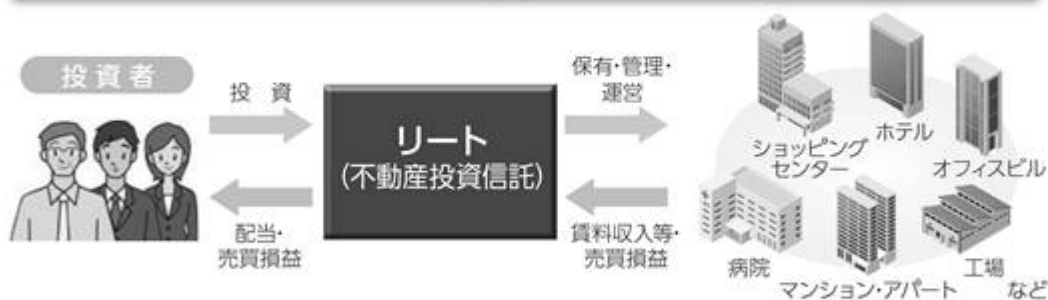 投資者
投　資
リート
(不動産投資信託)
配当・
売買損益
保有・管理・
運営
賃料収入等・
売買損益
ショッピング
センター
ホテル
オフィスビル
病院
マンション・アパート
工場
など